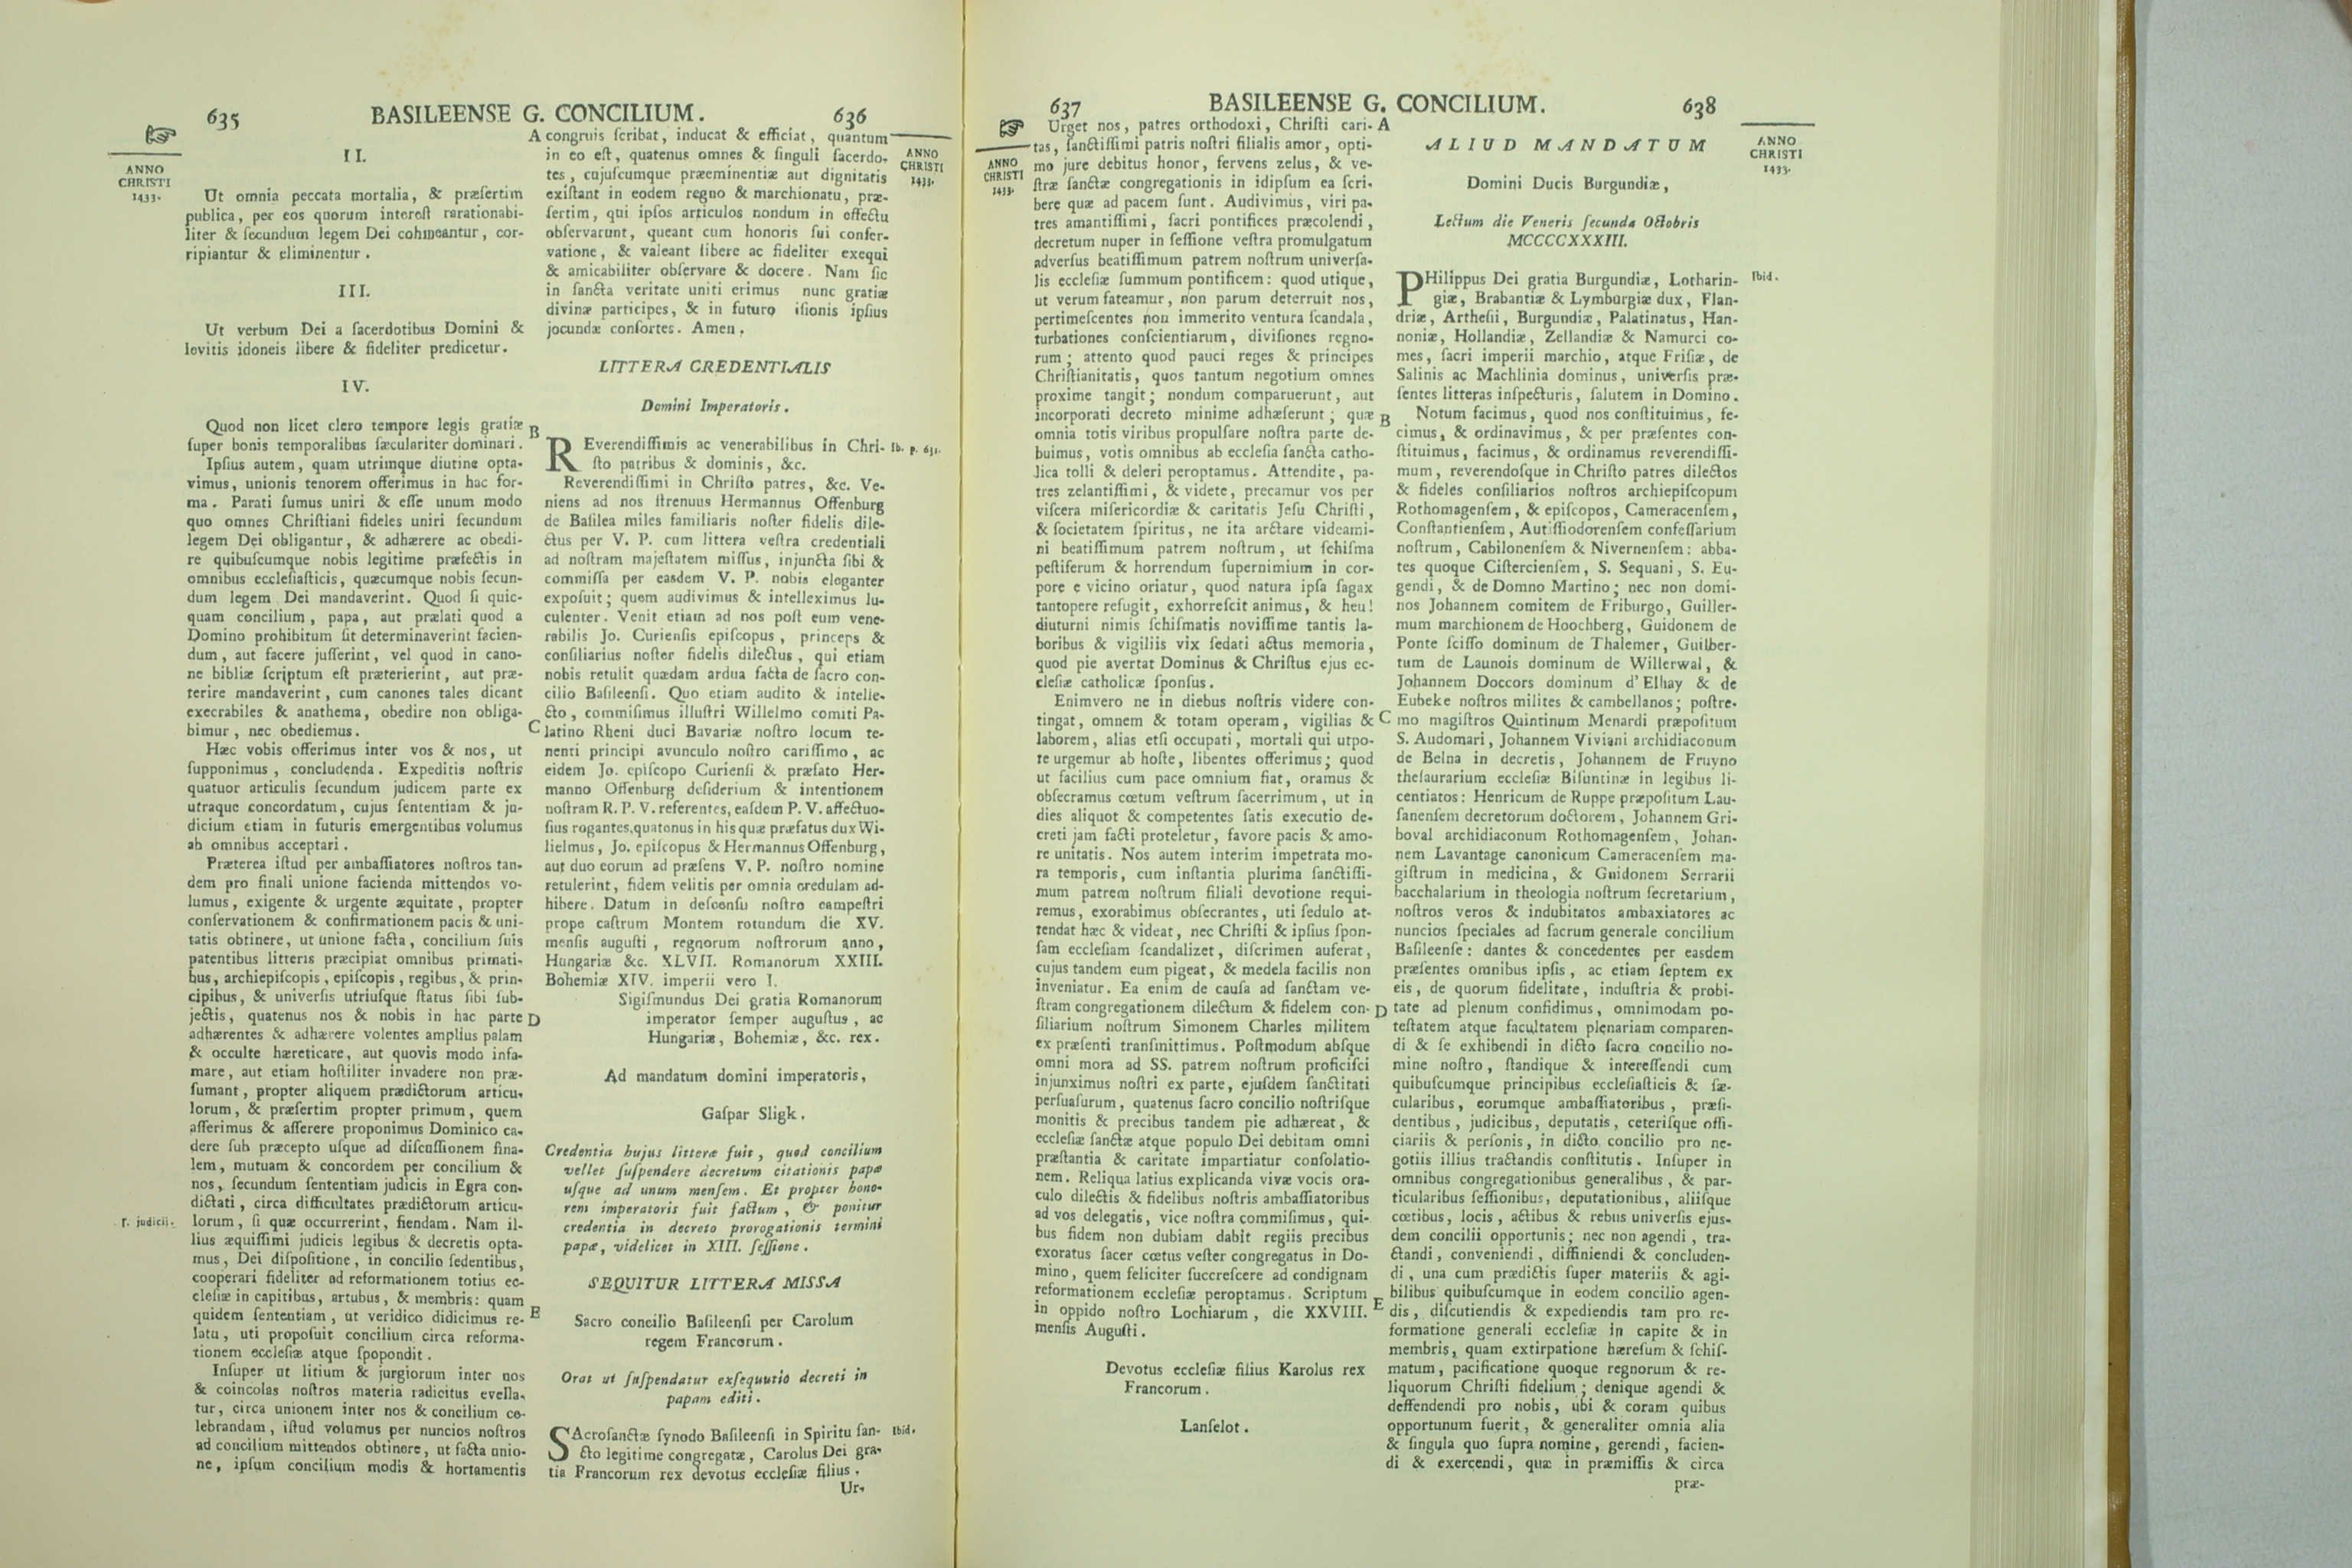 635
BASILEENSE G. CONCILIUM.
636
ANNO
CHRISTI
1433.
II.
Ut omnia peccata mortalia, & præſertim
publica, per eos quorum intereſt rarationabi-
liter & ſecundum legem Dei cohmeantur, cor-
ripiantur & eliminentur.
III.
Ut verbum Dei a ſacerdotibus Domini &
levitis idoneis libere & fideliter predicetur.
IV.
Quod non licet clero tempore legis gratiæ
ſuper bonis temporalibus ſæculariter dominari.
Ipſius autem, quam utrimque diutine opta-
vimus, unionis tenorem offerimus in hac for-
ma. Parati ſumus uniri & eſſe unum modo
quo omnes Chriſtiani fideles uniri ſecundum
legem Dei obligantur, & adhærere ac obedi-
re quibuſcumque nobis legitime præfectis in
omnibus eccleſiaſticis, quæcumque nobis ſecun-
dum legem Dei mandaverint. Quod ſi quic-
quam concilium, papa, aut prælati quod a
Domino prohibitum ſit determinaverint facien-
dum, aut facere juſſerint, vel quod in cano-
ne bibliæ ſcriptum eſt præterierint, aut præ-
terire mandaverint, cum canones tales dicant
execrabiles & anathema, obedire non obliga-
bimur, nec obediemus.
Hæc vobis offerimus inter vos & nos, ut
ſupponimus, concludenda. Expeditis noſtris
quatuor articulis ſecundum judicem parte ex
utraque concordatum, cujus ſententiam & ju-
dicium etiam in futuris emergentibus volumus
ab omnibus acceptari.
Præterea iſtud per ambaſſiatores noſtros tan-
dem pro finali unione facienda mittendos vo-
lumus, exigente & urgente æquitate, propter
conſervationem & confirmationem pacis & uni-
tatis obtinere, ut unione facta, concilium ſuis
patentibus litteris præcipiat omnibus primati-
bus, archiepiſcopis, epiſcopis, regibus, & prin-
cipibus, & univerſis utriuſque ſtatus ſibi ſub-
jectis, quatenus nos & nobis in hac parte
adhærentes & adhærere volentes amplius palam
& occulte hæreticare, aut quovis modo infa-
mare, aut etiam hoſtiliter invadere non præ-
ſumant, propter aliquem prædictorum articu-
lorum, & præſertim propter primum, quem
aſſerimus & aſſerere proponimus Dominico ca-
dere ſub præcepto uſque ad diſcuſſionem fina-
lem, mutuam & concordem per concilium &
nos, ſecundum ſententiam judicis in Egra con-
dictati, circa difficultates prædictorum articu-
f. judicij.
lorum, ſi quæ occurrerint, fiendam. Nam il-
lius æquiſſimi judicis legibus & decretis opta-
mus, Dei diſpoſitione, in concilio ſedentibus,
cooperari fideliter ad reformationem totius ec-
cleſiæ in capitibus, artubus, & membris: quam
quidem ſententiam, ut veridico didicimus re-
latu, uti propoſuit concilium circa reforma-
tionem eccleſiæ atque ſpopondit.
Inſuper ut litium & jurgiorum inter nos
& coincolas noſtros materia radicitus evella-
tur, circa unionem inter nos & concilium ce-
lebrandam, iſtud volumus per nuncios noſtros
ad concilium mittendos obtinere, ut facta unio-
ne, ipſum concilium modis & hortamentis
A
congruis ſcribat, inducat & efficiat, quantum
in eo eſt, quatenus omnes & ſinguli ſacerdo-
tes, cujuſcumque præeminentiæ aut dignitatis
exiſtant in eodem regno & marchionatu, præ-
ſertim, qui ipſos articulos nondum in effectu
obſervarunt, queant cum honoris ſui conſer-
vatione, & valeant libere ac fideliter exequi
& amicabiliter obſervare & docere. Nam ſic
in ſancta veritate uniti erimus nunc gratiæ
divinæ participes, & in futuro iſionis ipſius
jocundæ conſortes. Amen.
ANNO
CHRISTI
1433.
LITTERA CREDENTIALIS
Domini Imperatoris.
B
REverendiſſimis ac venerabilibus in Chri-
Ib. p. 631.
ſto patribus & dominis, &c.
Reverendiſſimi in Chriſto patres, &c. Ve-
niens ad nos ſtrenuus Hermannus Offenburg
de Baſilea miles familiaris noſter fidelis dile-
ctus per V. P. cum littera veſtra credentiali
ad noſtram majeſtatem miſſus, injuncta ſibi &
commiſſa per easdem V. P. nobis eloganter
expoſuit; quem audivimus & intelleximus lu-
culenter. Venit etiam ad nos poſt eum vene-
rabilis Jo. Curienſis epiſcopus, princeps &
conſiliarius noſter fidelis dilectus, qui etiam
nobis retulit quædam ardua facta de ſacro con-
cilio Baſileenſi. Quo etiam audito & intelle-
cto, commiſimus illuſtri Willelmo comiti Pa-
C
latino Rheni duci Bavariæ noſtro locum te-
nenti principi avunculo noſtro cariſſimo, ac
eidem Jo. epiſcopo Curienſi & præfato Her-
manno Offenburg deſiderium & intentionem
noſtram R. P. V. referentes, eaſdem P. V. affectuo-
ſius rogantes, quatonus in his quæ præfatus dux Wi-
lielmus, Jo. epiſcopus & Hermannus Offenburg,
aut duo eorum ad præſens V. P. noſtro nomine
retulerint, fidem velitis per omnia credulam ad-
hibere. Datum in deſcenſu noſtro campeſtri
prope caſtrum Montem rotundum die XV.
menſis auguſti, regnorum noſtrorum anno,
Hungariæ &c. XLVII. Romanorum XXIII.
Bohemiæ XIV. imperii vero I.
Sigiſmundus Dei gratia Romanorum
D
imperator ſemper auguſtus, ac
Hungariæ, Bohemiæ, &c. rex.
Ad mandatum domini imperatoris,
Gaſpar Sligk.
Credentia hujus litteræ fuit, quod concilium
vellet ſuſpendere decretum citationis papæ
uſque ad unum menſem. Et propter hono-
rem imperatoris fuit factum, & ponitur
credentia in decreto prorogationis termini
papæ, videlicet in XIII. ſeſſione.
SEQUITUR LITTERA MISSA
E
Sacro concilio Baſileenſi per Carolum
regem Francorum.
Orat ut ſuſpendatur exſequutio decreti in
papam editi.
SAcroſanctæ ſynodo Baſileenſi in Spiritu ſan-
Ibid.
cto legitime congregatæ, Carolus Dei gra-
tia Francorum rex devotus eccleſiæ filius.
Ur-
637
BASILEENSE G. CONCILIUM.
638
ANNO
CHRISTI
1433.
Urget nos, patres orthodoxi, Chriſti cari-
tas, ſanctiſſimi patris noſtri filialis amor, opti-
mo jure debitus honor, fervens zelus, & ve-
ſtræ ſanctæ congregationis in idipſum ea ſcri-
bere quæ ad pacem ſunt. Audivimus, viri pa-
tres amantiſſimi, ſacri pontifices præcolendi,
decretum nuper in ſeſſione veſtra promulgatum
adverſus beatiſſimum patrem noſtrum univerſa-
lis eccleſiæ ſummum pontificem: quod utique,
ut verum fateamur, non parum deterruit nos,
pertimeſcentes non immerito ventura ſcandala,
turbationes conſcientiarum, diviſiones regno-
rum; attento quod pauci reges & principes
Chriſtianitatis, quos tantum negotium omnes
proxime tangit; nondum comparuerunt, aut
incorporati decreto minime adhæſerunt; quæ
omnia totis viribus propulſare noſtra parte de-
buimus, votis omnibus ab eccleſia ſancta catho-
lica tolli & deleri peroptamus. Attendite, pa-
tres zelantiſſimi, & videte, precamur vos per
viſcera miſericordiæ & caritatis Jeſu Chriſti,
& ſocietatem ſpiritus, ne ita arctare videami-
ni beatiſſimum patrem noſtrum, ut ſchiſma
peſtiferum & horrendum ſupernimium in cor-
pore e vicino oriatur, quod natura ipſa ſagax
tantopere refugit, exhorreſcit animus, & heu!
diuturni nimis ſchiſmatis noviſſime tantis la-
boribus & vigiliis vix ſedati actus memoria,
quod pie avertat Dominus & Chriſtus ejus ec-
cleſiæ catholicæ ſponſus.
Enimvero ne in diebus noſtris videre con-
tingat, omnem & totam operam, vigilias &
laborem, alias etſi occupati, mortali qui utpo-
te urgemur ab hoſte, libentes offerimus; quod
ut facilius cum pace omnium fiat, oramus &
obſecramus cœtum veſtrum ſacerrimum, ut in
dies aliquot & competentes ſatis executio de-
creti jam facti proteletur, favore pacis & amo-
re unitatis. Nos autem interim impetrata mo-
ra temporis, cum inſtantia plurima ſanctiſſi-
mum patrem noſtrum filiali devotione requi-
remus, exorabimus obſecrantes, uti ſedulo at-
tendat hæc & videat, nec Chriſti & ipſius ſpon-
ſam eccleſiam ſcandalizet, diſcrimen auferat,
cujus tandem eum pigeat, & medela facilis non
inveniatur. Ea enim de cauſa ad ſanctam ve-
ſtram congregationem dilectum & fidelem con-
ſiliarium noſtrum Simonem Charles militem
ex præſenti tranſmittimus. Poſtmodum abſque
omni mora ad SS. patrem noſtrum proficiſci
injunximus noſtri ex parte, ejuſdem ſanctitati
perſuaſurum, quatenus ſacro concilio noſtriſque
monitis & precibus tandem pie adhæreat, &
eccleſiæ ſanctæ atque populo Dei debitam omni
præſtantia & caritate impartiatur conſolatio-
nem. Reliqua latius explicanda vivæ vocis ora-
culo dilectis & fidelibus noſtris ambaſſiatoribus
ad vos delegatis, vice noſtra commiſimus, qui-
bus fidem non dubiam dabit regiis precibus
exoratus ſacer cœtus veſter congregatus in Do-
mino, quem feliciter ſuccreſcere ad condignam
reformationem eccleſiæ peroptamus. Scriptum
in oppido noſtro Lochiarum, die XXVIII.
menſis Auguſti.
Devotus eccleſiæ filius Karolus rex
Francorum.
Lanſelot.
A
ALIUD MANDATUM
ANNO
CHRISTI
1433.
Domini Ducis Burgundiæ,
Lectum die Veneris ſecunda Octobris
MCCCCXXXIII.
PHilippus Dei gratia Burgundiæ, Lotharin-
Ibid.
giæ, Brabantiæ & Lymburgiæ dux, Flan-
driæ, Artheſii, Burgundiæ, Palatinatus, Han-
noniæ, Hollandiæ, Zellandiæ & Namurci co-
mes, ſacri imperii marchio, atque Friſiæ, de
Salinis ac Machlinia dominus, univerſis præ-
ſentes litteras inſpecturis, ſalutem in Domino.
B
Notum facimus, quod nos conſtituimus, fe-
cimus, & ordinavimus, & per præſentes con-
ſtituimus, facimus, & ordinamus reverendiſſi-
mum, reverendoſque in Chriſto patres dilectos
& fideles conſiliarios noſtros archiepiſcopum
Rothomagenſem, & epiſcopos, Cameracenſem,
Conſtantienſem, Autiſſiodorenſem confeſſarium
noſtrum, Cabilonenſem & Nivernenſem: abba-
tes quoque Ciſtercienſem, S. Sequani, S. Eu-
gendi, & de Domno Martino; nec non domi-
nos Johannem comitem de Friburgo, Guiller-
mum marchionem de Hoochberg, Guidonem de
Ponte ſciſſo dominum de Thalemer, Guilber-
tum de Launois dominum de Willerwal, &
Johannem Doccors dominum d'Elhay & de
Eubeke noſtros milites & cambellanos; poſtre-
C
mo magiſtros Quintinum Menardi præpoſitum
S. Audomari, Johannem Viviani archidiaconum
de Belna in decretis, Johannem de Fruyno
theſaurarium eccleſiæ Biſuntinæ in legibus li-
centiatos: Henricum de Ruppe præpoſitum Lau-
ſanenſem decretorum doctorem, Johannem Gri-
boval archidiaconum Rothomagenſem, Johan-
nem Lavantage canonicum Cameracenſem ma-
giſtrum in medicina, & Guidonem Serrarii
bacchalarium in theologia noſtrum ſecretarium,
noſtros veros & indubitatos ambaxiatores ac
nuncios ſpeciales ad ſacrum generale concilium
Baſileenſe: dantes & concedentes per easdem
præſentes omnibus ipſis, ac etiam ſeptem ex
eis, de quorum fidelitate, induſtria & probi-
D
tate ad plenum confidimus, omnimodam po-
teſtatem atque facultatem plenariam comparen-
di & ſe exhibendi in dicto ſacro concilio no-
mine noſtro, ſtandique & intereſſendi cum
quibuſcumque principibus eccleſiaſticis & ſæ-
cularibus, eorumque ambaſſiatoribus, præſi-
dentibus, judicibus, deputatis, ceteriſque offi-
ciariis & perſonis, in dicto concilio pro ne-
gotiis illius tractandis conſtitutis. Inſuper in
omnibus congregationibus generalibus, & par-
ticularibus ſeſſionibus, deputationibus, aliiſque
cœtibus, locis, actibus & rebus univerſis ejus-
dem concilii opportunis; nec non agendi, tra-
ctandi, conveniendi, diffiniendi & concluden-
di, una cum prædictis ſuper materiis & agi-
bilibus quibuſcumque in eodem concilio agen-
E
dis, diſcutiendis & expediendis tam pro re-
formatione generali eccleſiæ in capite & in
membris, quam extirpatione hæreſum & ſchiſ-
matum, pacificatione quoque regnorum & re-
liquorum Chriſti fidelium; denique agendi &
deffendendi pro nobis, ubi & coram quibus
opportunum fuerit, & generaliter omnia alia
& ſingula quo ſupra nomine, gerendi, facien-
di & exercendi, quæ in præmiſſis & circa
præ-